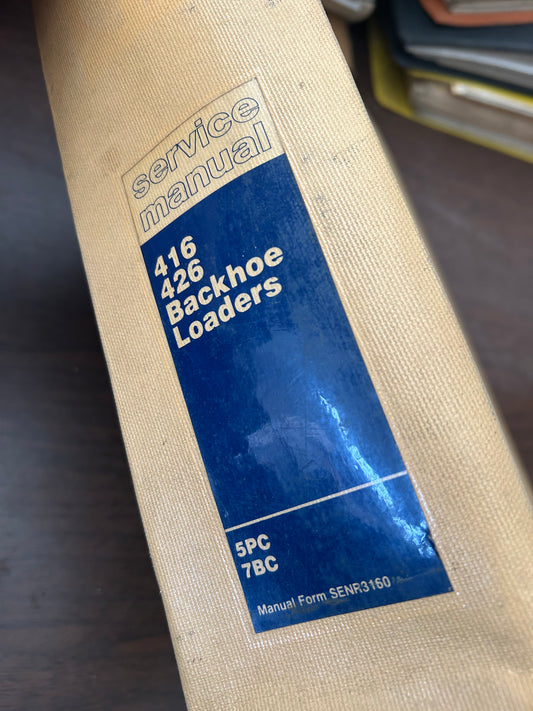 service
manual
416
426
Backhoe
Loaders
5PC
7BC
Manual Form SENR3160